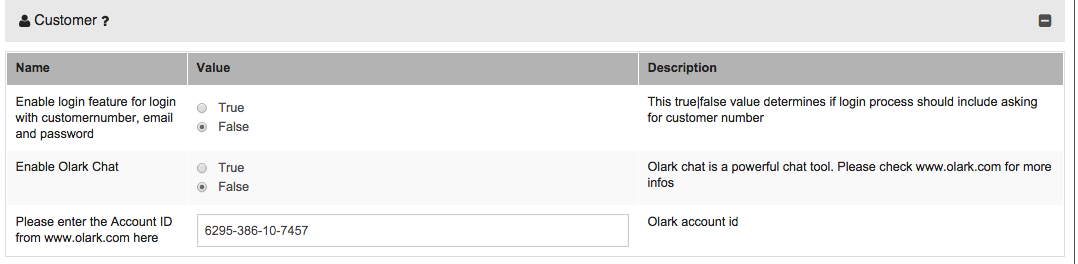 Customer ?
Name Value Description
Enable login feature for login
with customernumber, email
and password
True
False
This true|false value determines if login process should include asking
for customer number
Enable Olark Chat
True
False
Olark chat is a powerful chat tool. Please check www.olark.com for more
infos
Please enter the Account ID
from www.olark.com here
6295-386-10-7457
Olark account id